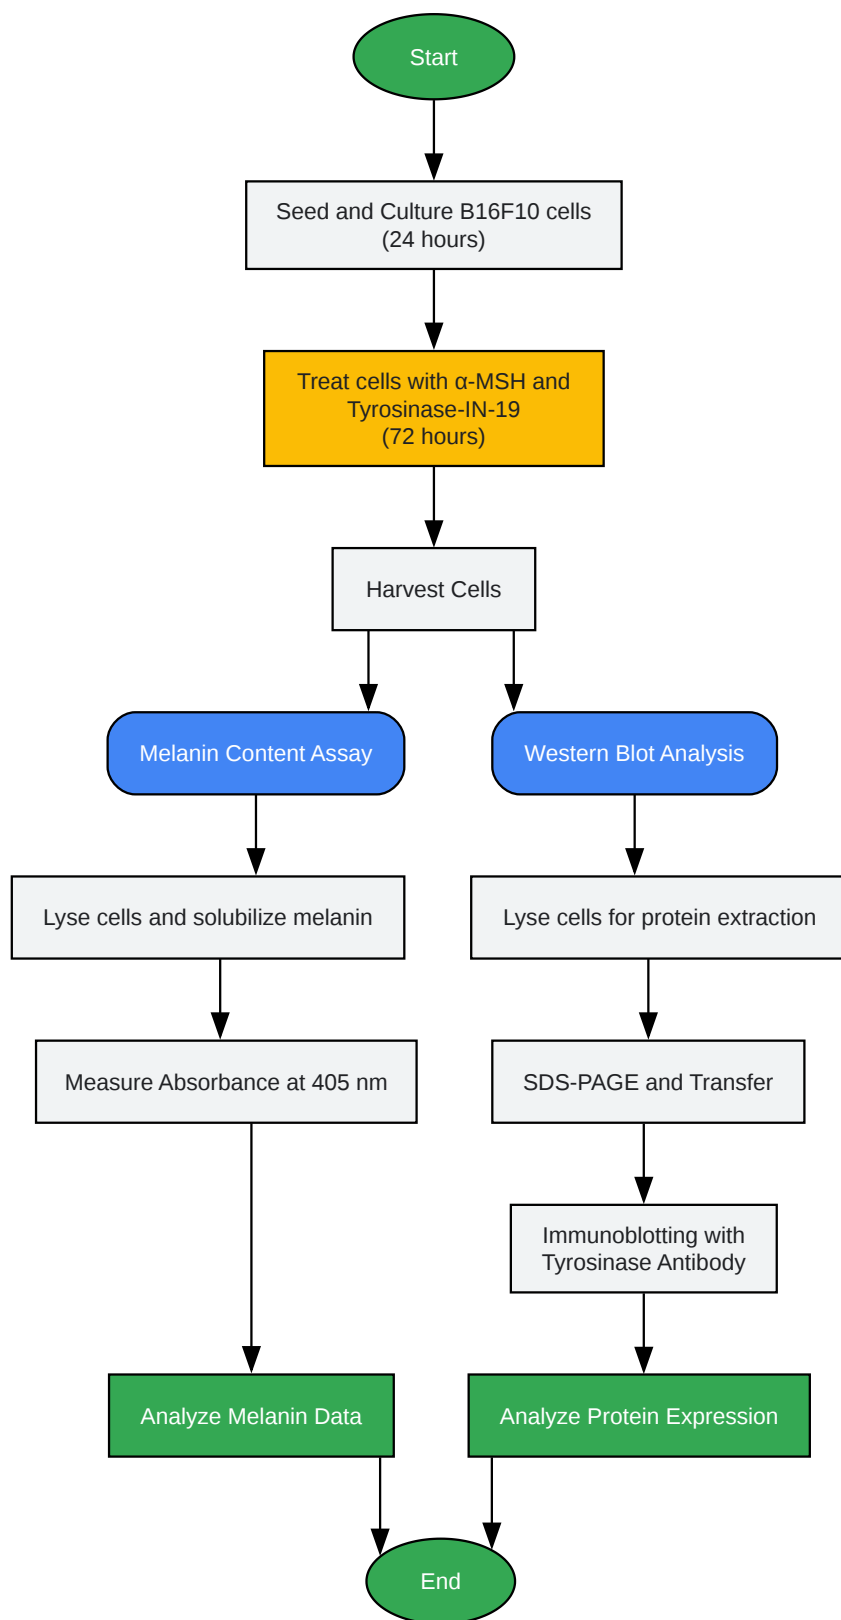 Start
Seed and Culture B16F10 cells
(24 hours)
Treat cells with α-MSH and
Tyrosinase-IN-19
(72 hours)
Harvest Cells
Melanin Content Assay
Western Blot Analysis
Lyse cells and solubilize melanin
Lyse cells for protein extraction
Measure Absorbance at 405 nm
SDS-PAGE and Transfer
Immunoblotting with
Tyrosinase Antibody
Analyze Melanin Data
Analyze Protein Expression
End